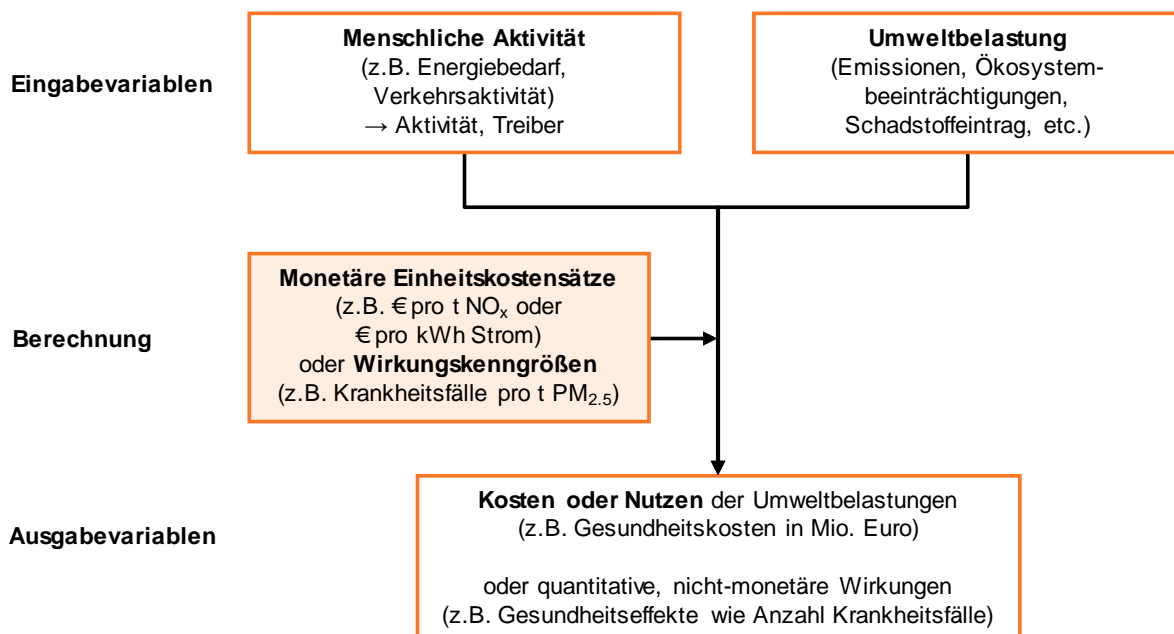 Menschliche Aktivität
(z.B. Energiebedarf,
Verkehrsaktivität)
→ Aktivität, Treiber
Umweltbelastung
(Emissionen, Ökosystem-
beeinträchtigungen,
Schadstoffeintrag, etc.)
Eingabevariablen
Monetäre Einheitskostensätze
(z.B. € pro t NOx oder
€ pro kWh Strom)
oder Wirkungskenngrößen
(z.B. Krankheitsfälle pro t PM2.5)
Berechnung
Kosten oder Nutzen der Umweltbelastungen
(z.B. Gesundheitskosten in Mio. Euro)
oder quantitative, nicht-monetäre Wirkungen
(z.B. Gesundheitseffekte wie Anzahl Krankheitsfälle)
Ausgabevariablen